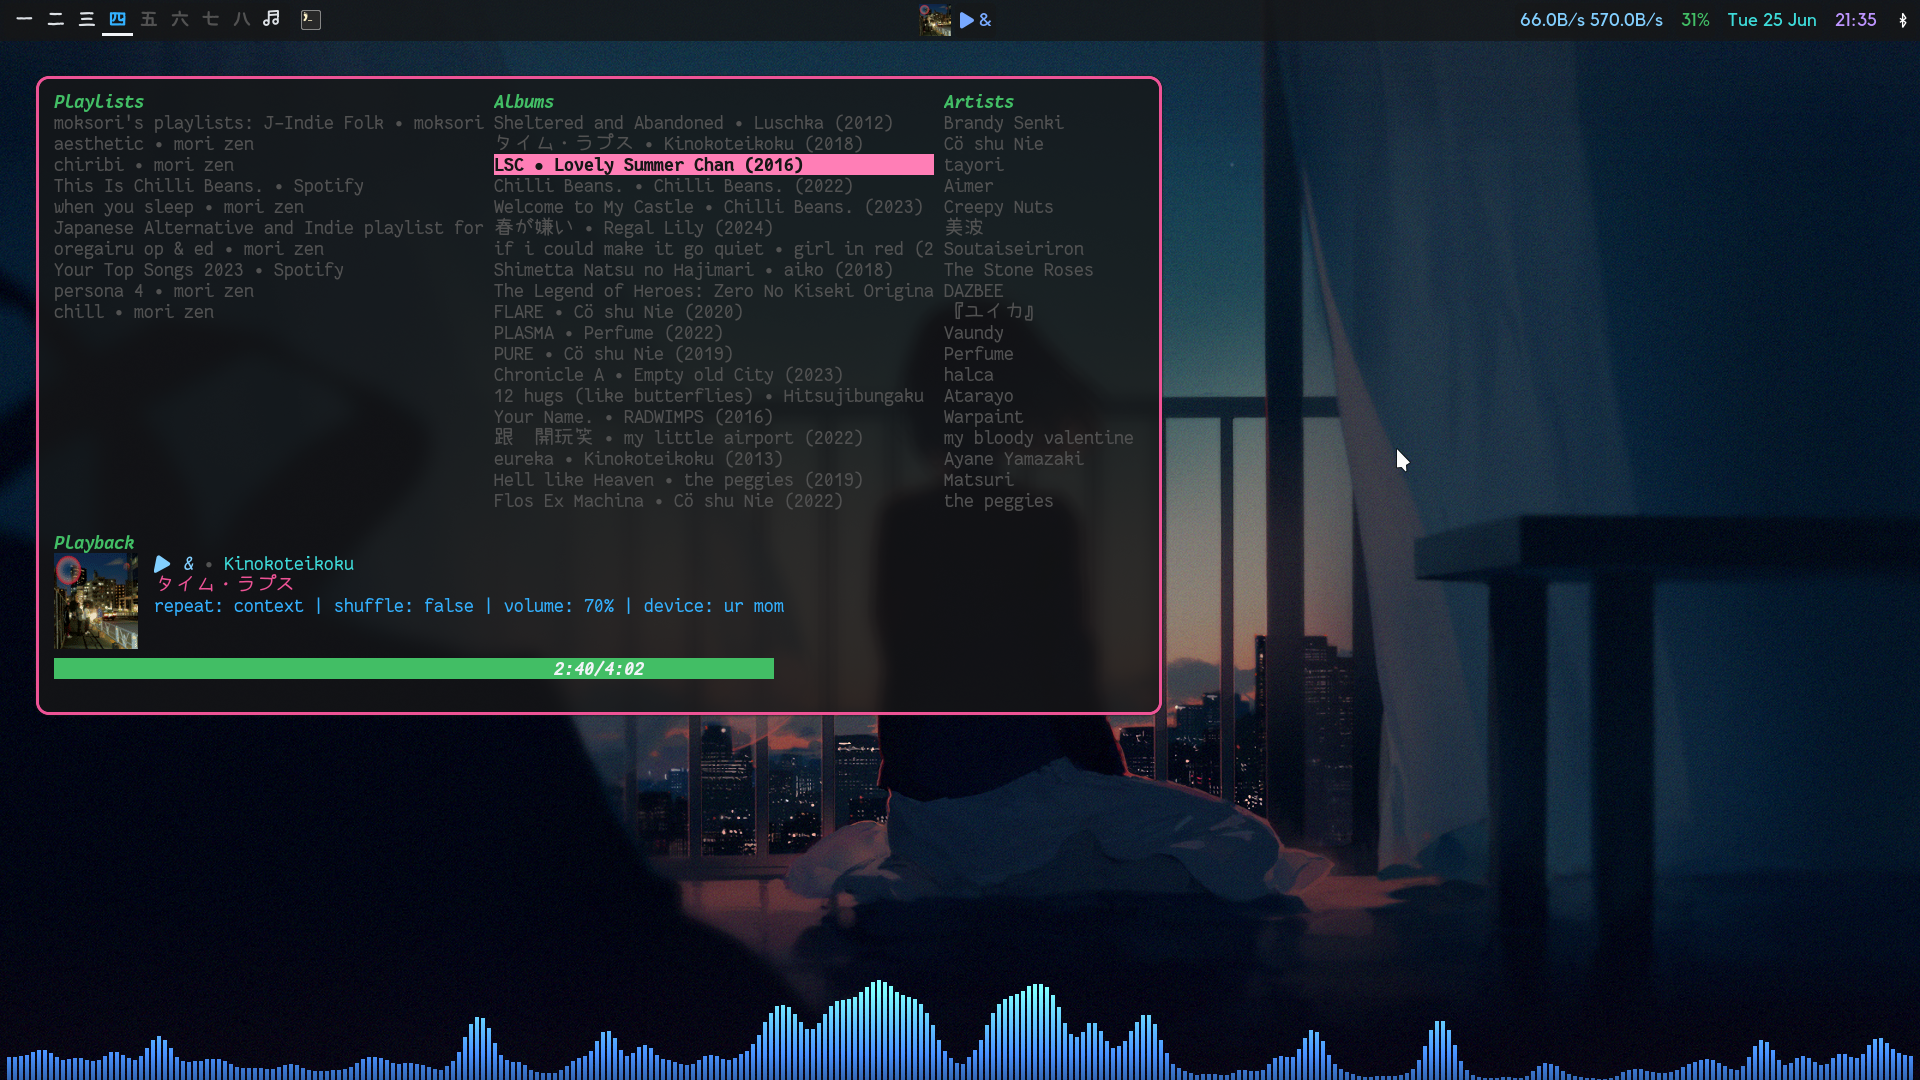 一 二 三 四 五 六 七 八
&
66.0B/s 570.0B/s 31% Tue 25 Jun 21:35
Playlists
moksori's playlists: J-Indie Folk • moksori
aesthetic • mori zen
chiribi • mori zen
This Is Chilli Beans. • Spotify
when you sleep • mori zen
Japanese Alternative and Indie playlist for
oregairu op & ed • mori zen
Your Top Songs 2023 • Spotify
persona 4 • mori zen
chill • mori zen
Albums
Sheltered and Abandoned • Luschka (2012)
タイム・ラプス • Kinokoteikoku (2018)
LSC • Lovely Summer Chan (2016)
Chilli Beans. • Chilli Beans. (2022)
Welcome to My Castle • Chilli Beans. (2023)
春が嫌い • Regal Lily (2024)
if i could make it go quiet • girl in red (2
Shimetta Natsu no Hajimari • aiko (2018)
The Legend of Heroes: Zero No Kiseki Origina
FLARE • Cö shu Nie (2020)
PLASMA • Perfume (2022)
PURE • Cö shu Nie (2019)
Chronicle A • Empty old City (2023)
12 hugs (like butterflies) • Hitsujibungaku
Your Name. • RADWIMPS (2016)
跟　開玩笑 • my little airport (2022)
eureka • Kinokoteikoku (2013)
Hell like Heaven • the peggies (2019)
Flos Ex Machina • Cö shu Nie (2022)
Artists
Brandy Senki
Cö shu Nie
tayori
Aimer
Creepy Nuts
美波
Soutaiseiriron
The Stone Roses
DAZBEE
『ユイカ』
Vaundy
Perfume
halca
Atarayo
Warpaint
my bloody valentine
Ayane Yamazaki
Matsuri
the peggies
Playback
& • Kinokoteikoku
タイム・ラプス
repeat: context | shuffle: false | volume: 70% | device: ur mom
2:40/4:02